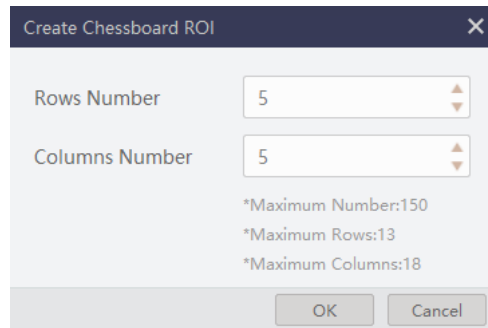 Create Chessboard ROI
Rows Number 5
Columns Number 5
*Maximum Number:150
*Maximum Rows:13
*Maximum Columns:18
OK Cancel